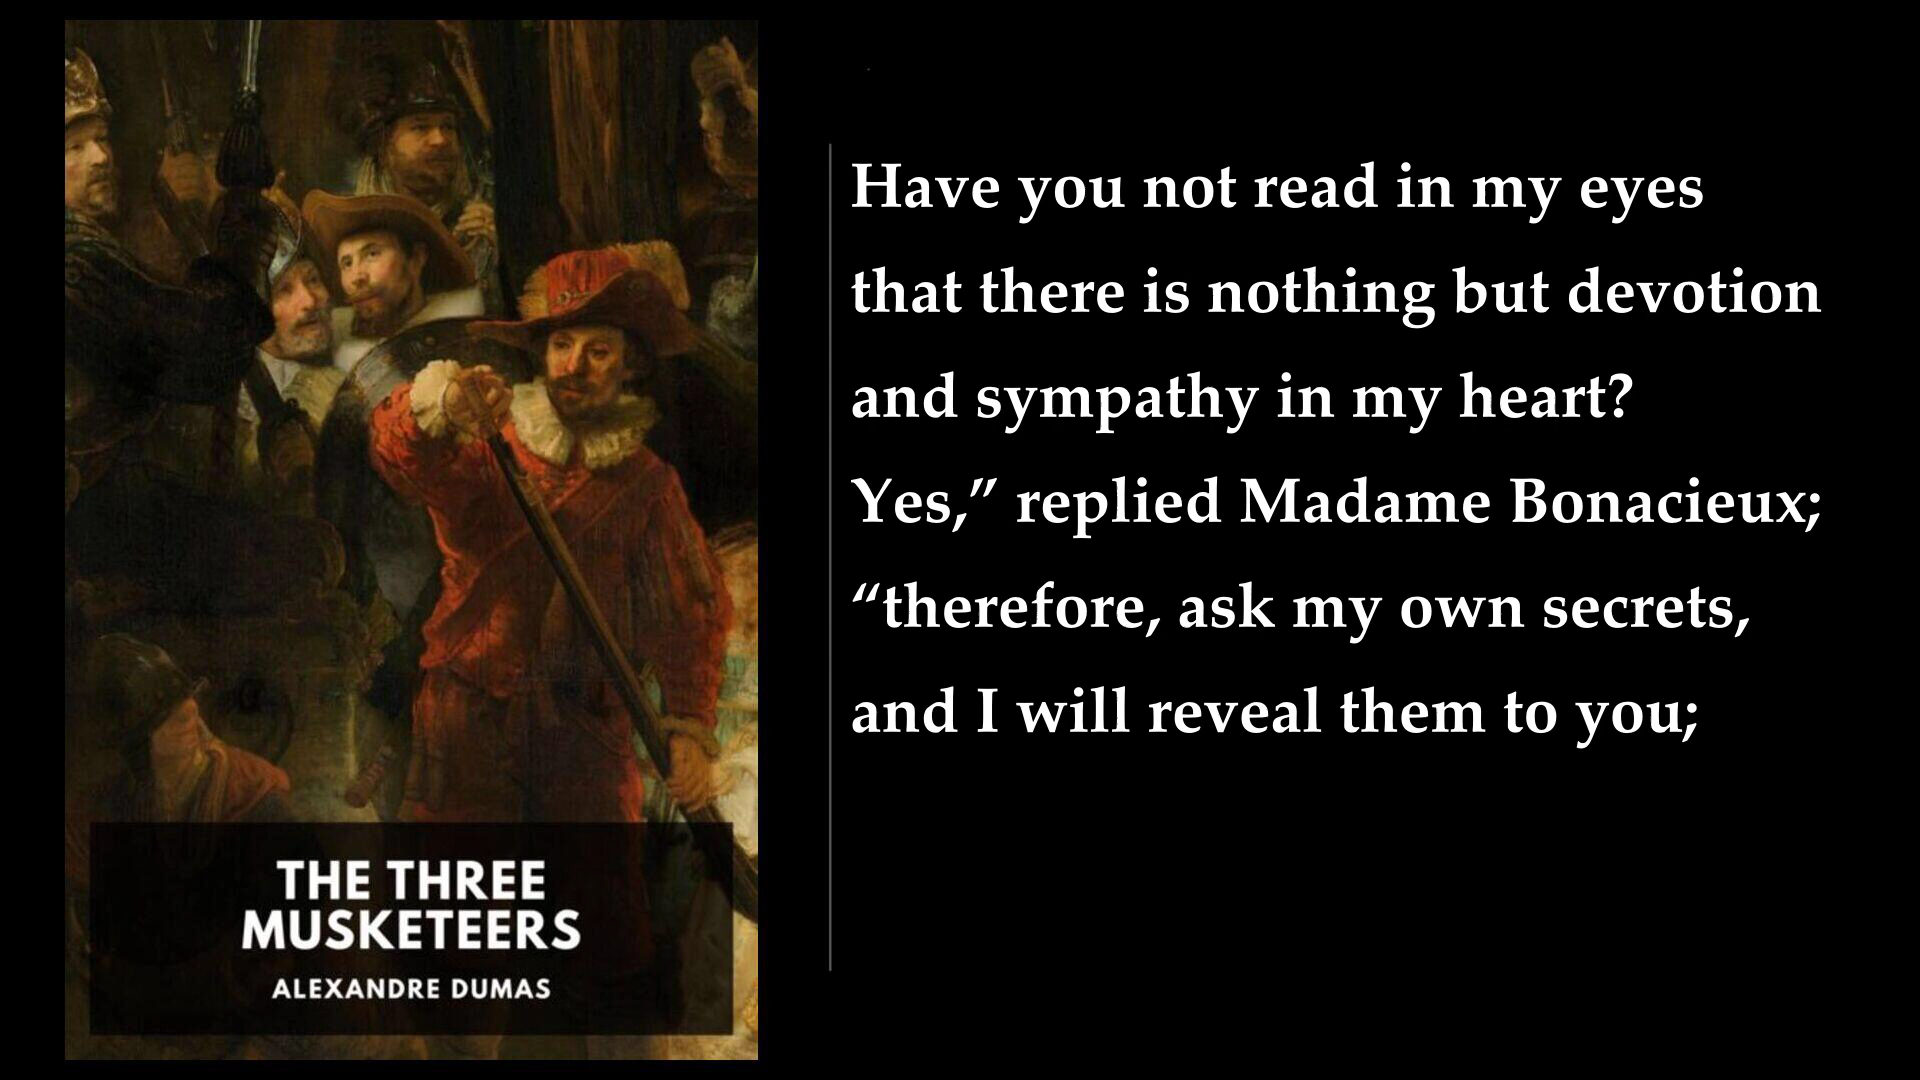 THE THREE
MUSKETEERS
ALEXANDRE DUMAS
Have you not read in my eyes
that there is nothing but devotion
and sympathy in my heart?
Yes,” replied Madame Bonacieux;
“therefore, ask my own secrets,
and I will reveal them to you;